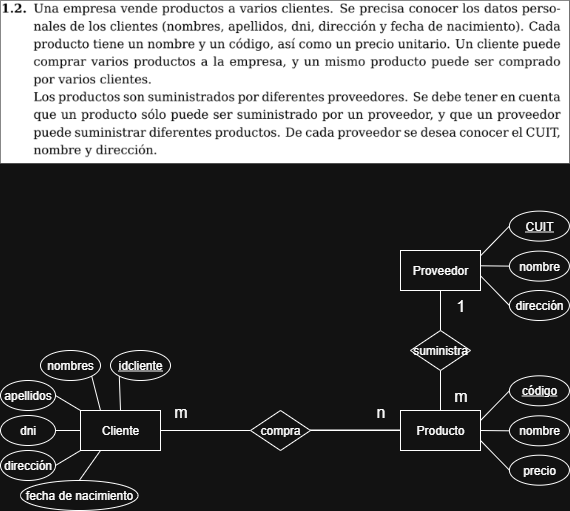 1.2. Una empresa vende productos a varios clientes. Se precisa conocer los datos perso-
nales de los clientes (nombres, apellidos, dni, dirección y fecha de nacimiento). Cada
producto tiene un nombre y un código, así como un precio unitario. Un cliente puede
comprar varios productos a la empresa, y un mismo producto puede ser comprado
por varios clientes.
Los productos son suministrados por diferentes proveedores. Se debe tener en cuenta
que un producto sólo puede ser suministrado por un proveedor, y que un proveedor
puede suministrar diferentes productos. De cada proveedor se desea conocer el CUIT,
nombre y dirección.
CUIT
Proveedor
nombre
dirección
1
suministra
nombres
idcliente
apellidos
dni
dirección
fecha de nacimiento
Cliente
m
compra
n
m
Producto
código
nombre
precio